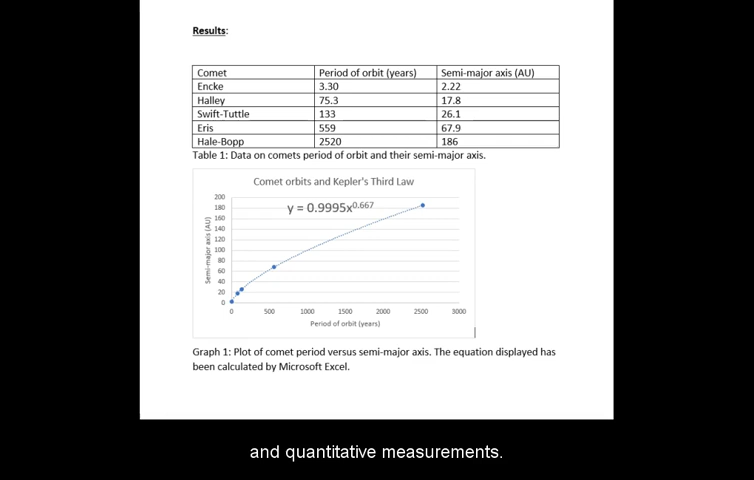 Results:
Comet Period of orbit (years) Semi-major axis (AU)
Encke 3.30 2.22
Halley 75.3 17.8
Swift-Tuttle 133 26.1
Eris 559 67.9
Hale-Bopp 2520 186
Table 1: Data on comets period of orbit and their semi-major axis.
Comet orbits and Kepler's Third Law
y = 0.9995x^0.667
Semi-major axis (AU)
200
180
160
140
120
100
80
60
40
20
0
0 500 1000 1500 2000 2500 3000
Period of orbit (years)
Graph 1: Plot of comet period versus semi-major axis. The equation displayed has
been calculated by Microsoft Excel.
and quantitative measurements.